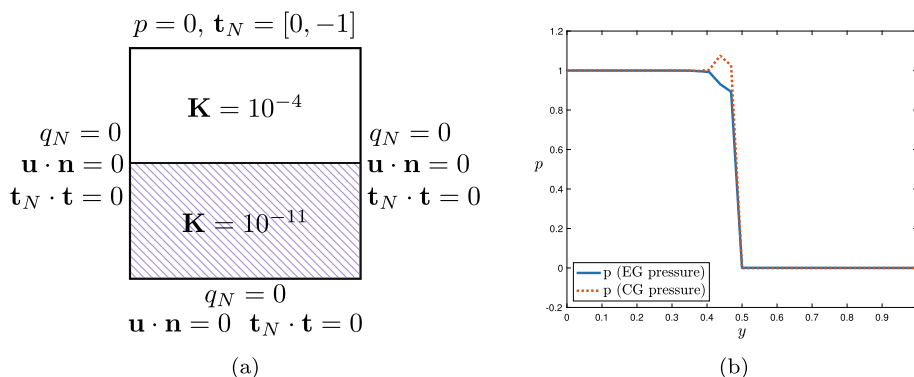 p = 0, t_N = [0, −1]
K = 10^{−4}
q_N = 0
u · n = 0
t_N · t = 0
q_N = 0
u · n = 0
t_N · t = 0
K = 10^{−11}
q_N = 0
u · n = 0 t_N · t = 0
(a)
1.2
1
0.8
0.6
0.4
0.2
0
-0.2
p
p (EG pressure)
p (CG pressure)
0 0.1 0.2 0.3 0.4 0.5 0.6 0.7 0.8 0.9
y
(b)